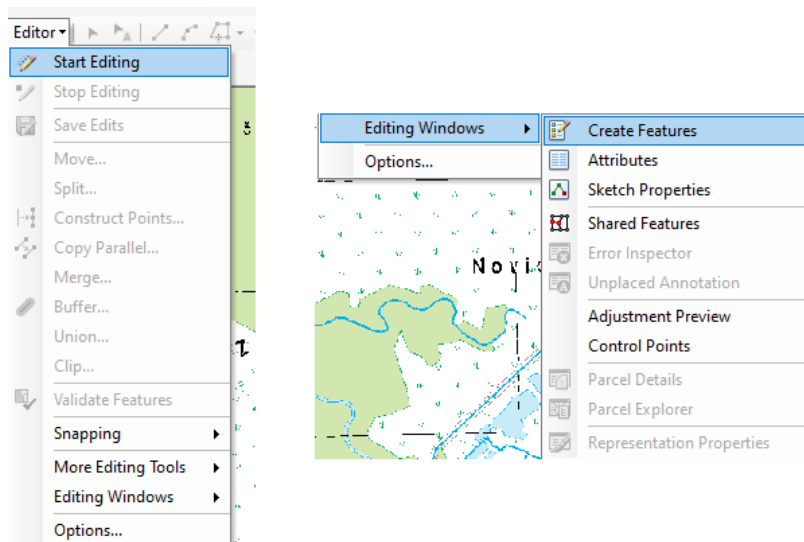 Editor
Start Editing
Stop Editing
Save Edits
Move...
Split...
Construct Points...
Copy Parallel...
Merge...
Buffer...
Union...
Clip...
Validate Features
Snapping
More Editing Tools
Editing Windows
Options...
Editing Windows
Options...
Create Features
Attributes
Sketch Properties
Shared Features
Error Inspector
Unplaced Annotation
Adjustment Preview
Control Points
Parcel Details
Parcel Explorer
Representation Properties